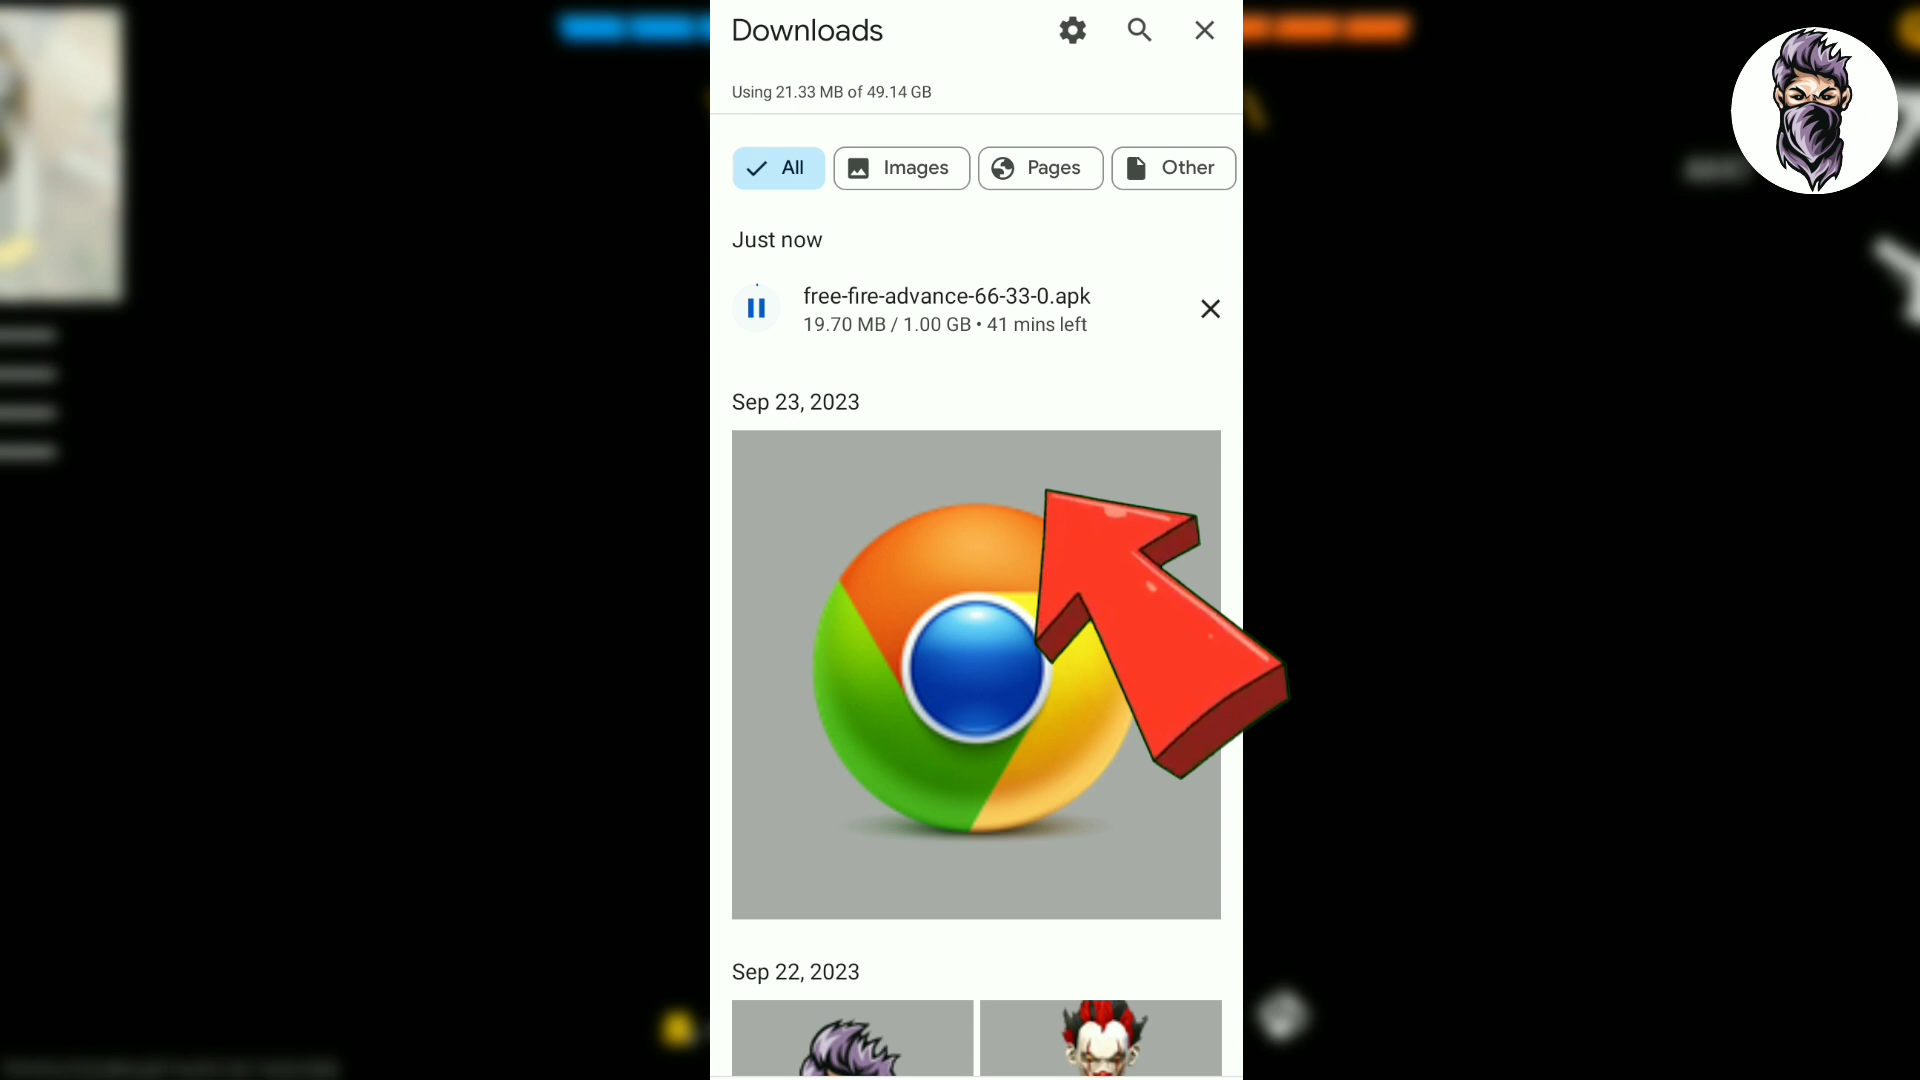 Downloads
Using 21.33 MB of 49.14 GB
All
Images
Pages
Other
Just now
free-fire-advance-66-33-0.apk
19.70 MB / 1.00 GB • 41 mins left
Sep 23, 2023
Sep 22, 2023